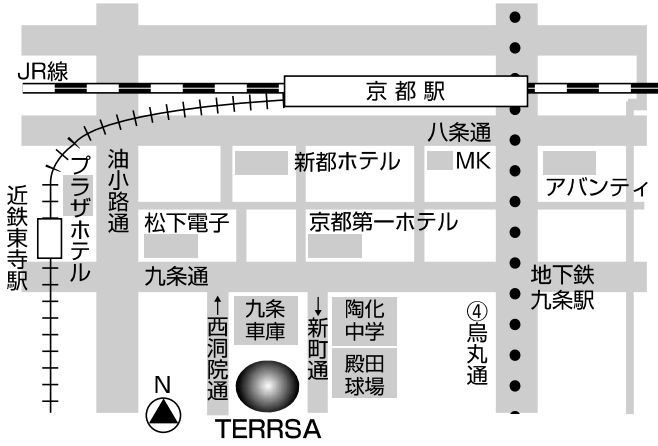 JR線
京都駅
八条通
新都ホテル
MK
アバンティ
プラザホテル
油小路通
近鉄東寺駅
松下電子
京都第一ホテル
九条通
地下鉄
九条駅
↑西洞院通
九条
車庫
↓新町通
陶化
中学
④烏丸通
殿田
球場
N
TERRSA